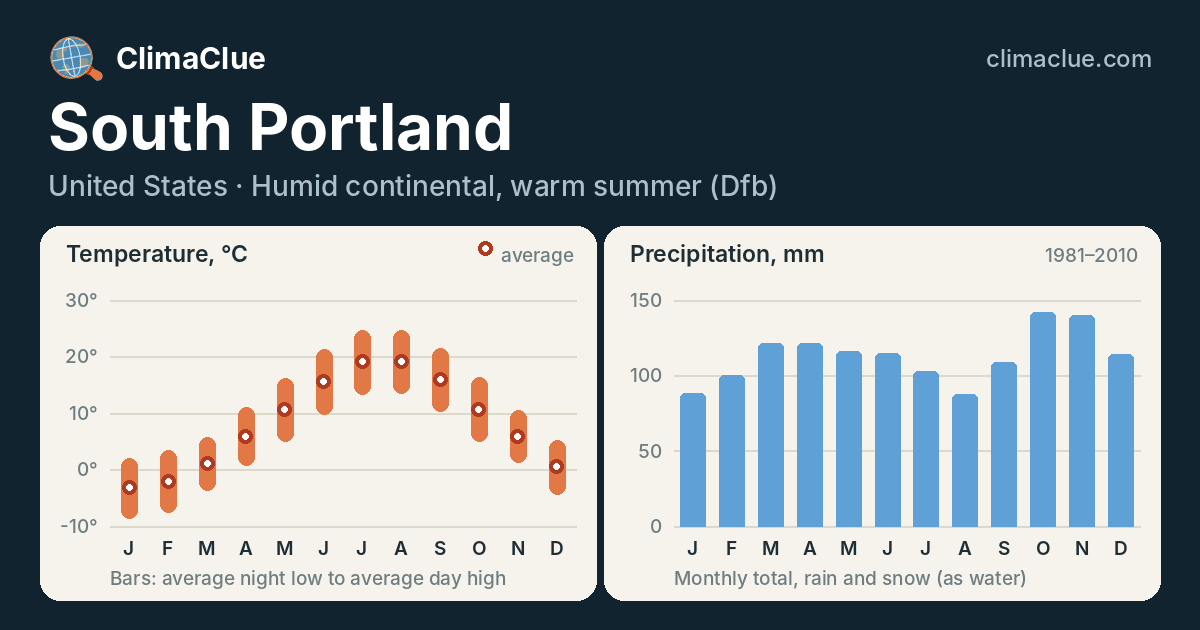 ClimaClue
climaclue.com
South Portland
United States · Humid continental, warm summer (Dfb)
Temperature, °C
average
30°
20°
10°
0°
-10°
J F M A M J J A S O N D
Bars: average night low to average day high
Precipitation, mm
1981–2010
150
100
50
0
J F M A M J J A S O N D
Monthly total, rain and snow (as water)